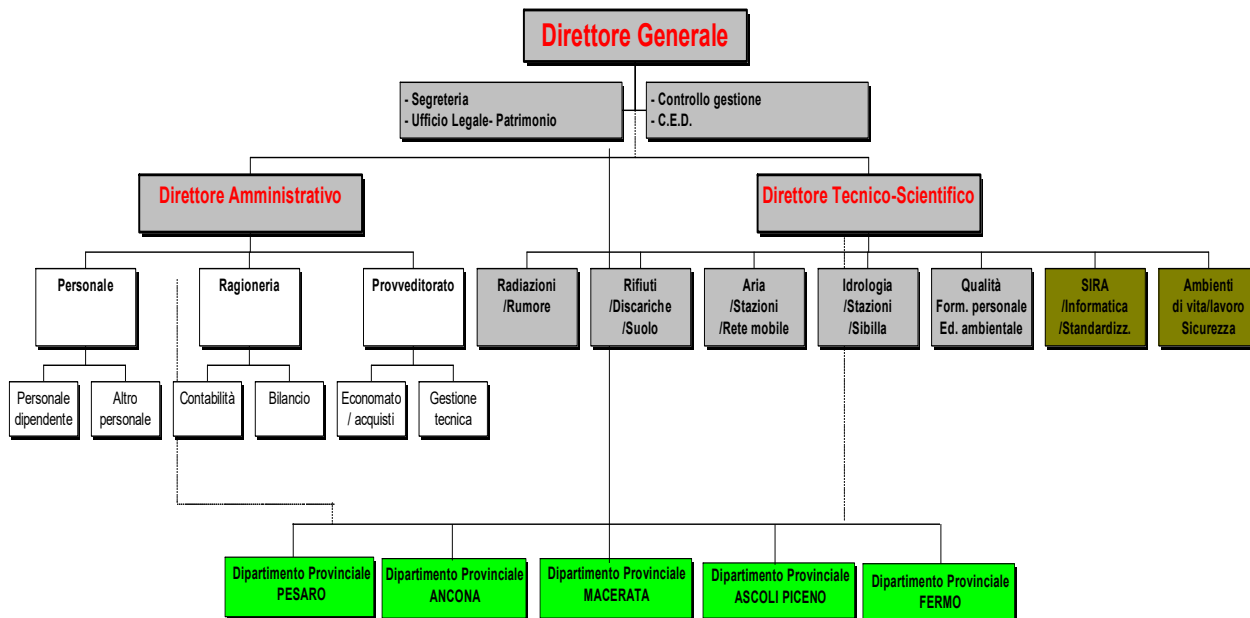 Direttore Generale
- Segreteria
- Ufficio Legale- Patrimonio
- Controllo gestione
- C.E.D.
Direttore Amministrativo
Direttore Tecnico-Scientifico
Personale
Ragioneria
Provveditorato
Radiazioni
/Rumore
Rifiuti
/Discariche
/Suolo
Aria
/Stazioni
/Rete mobile
Idrologia
/Stazioni
/Sibilla
Qualità
Form. personale
Ed. ambientale
SIRA
/Informatica
/Standardizz.
Ambienti
di vita/lavoro
Sicurezza
Personale
dipendente
Altro
personale
Contabilità
Bilancio
Economato
/ acquisti
Gestione
tecnica
Dipartimento Provinciale
PESARO
Dipartimento Provinciale
ANCONA
Dipartimento Provinciale
MACERATA
Dipartimento Provinciale
ASCOLI PICENO
Dipartimento Provinciale
FERMO